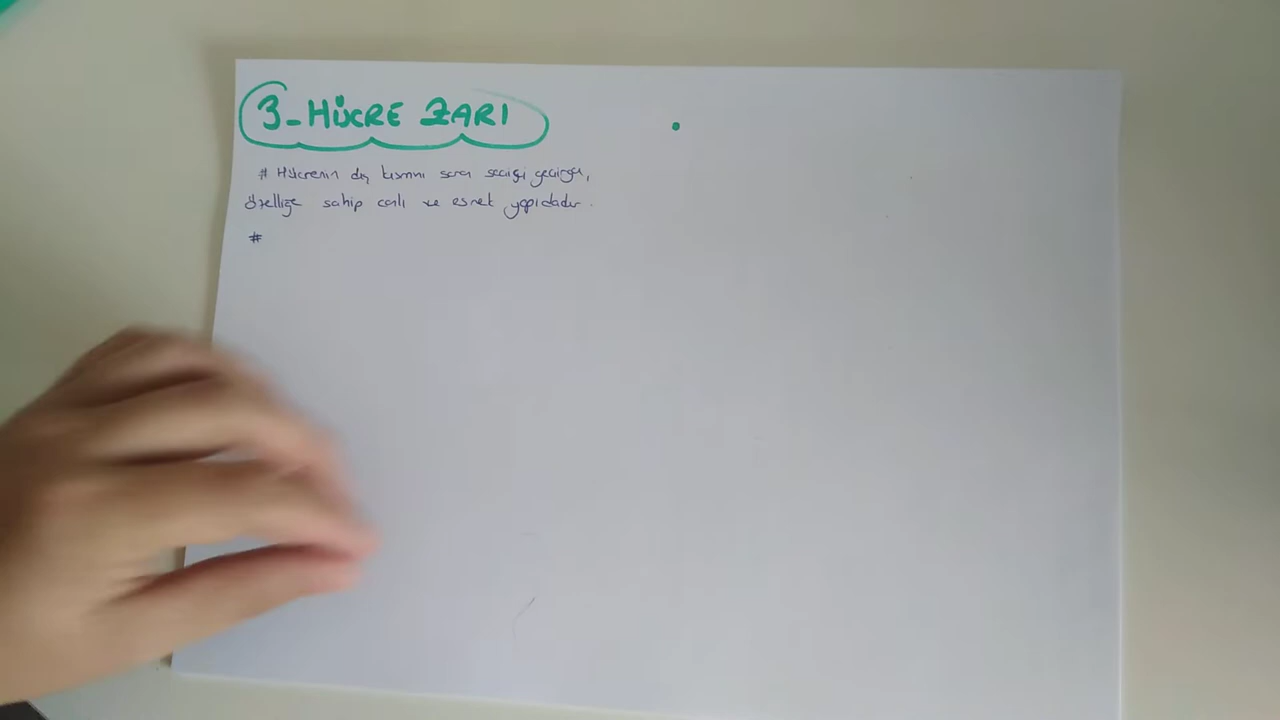 3-HÜCRE ZARI
# Hücrenin dış kısmını saran seçici geçirgen,
özelliğe sahip canlı ve esnek yapıdadır.
#